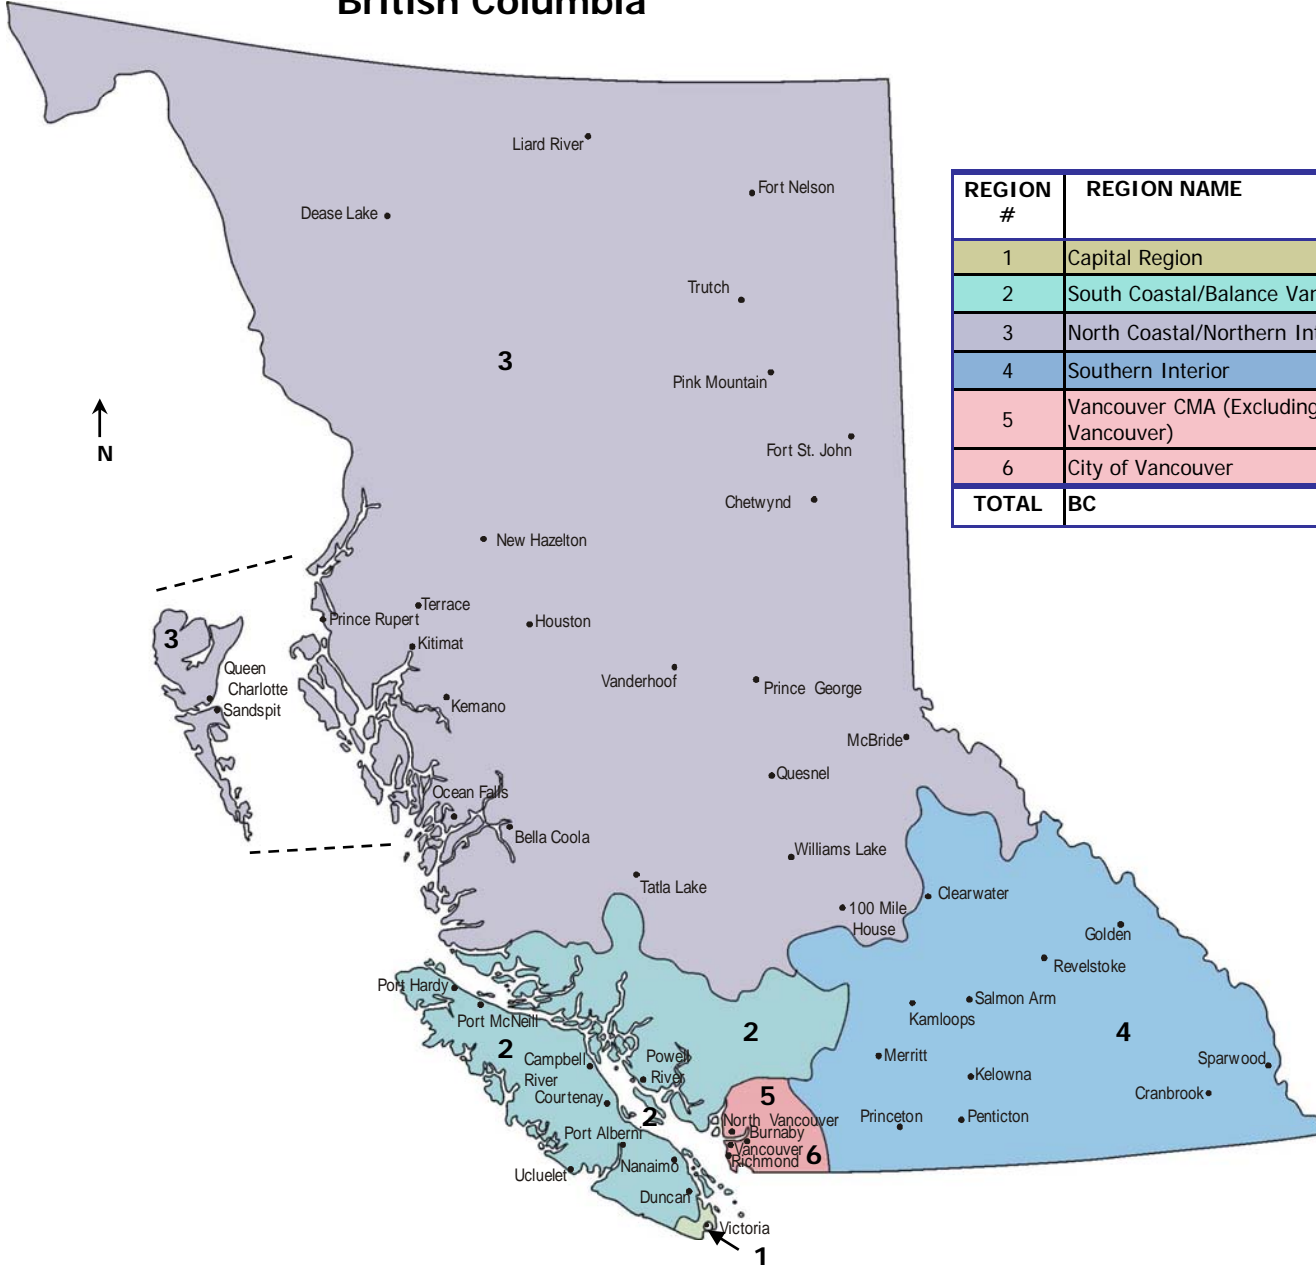 British Columbia
Liard River
Fort Nelson
Dease Lake
Trutch
3
Pink Mountain
N
Fort St. John
Chetwynd
New Hazelton
Terrace
Prince Rupert
Houston
3
Kitimat
Queen
Charlotte
Sandspit
Vanderhoof
Prince George
Kemano
McBride
Quesnel
Ocean Falls
Bella Coola
Williams Lake
Tatla Lake
Clearwater
100 Mile
House
Golden
Revelstoke
Port Hardy
Port McNeill
Salmon Arm
Kamloops
2
2
4
Campbell
River
Powell
River
Merritt
Sparwood
Kelowna
Courtenay
Cranbrook
5
2
North Vancouver
Princeton
Penticton
Port Alberni
Burnaby
Vancouver
Richmond
6
Ucluelet
Nanaimo
Duncan
Victoria
1
REGION
#
REGION NAME
1 Capital Region
2 South Coastal/Balance Van
3 North Coastal/Northern Int
4 Southern Interior
5 Vancouver CMA (Excluding
Vancouver)
6 City of Vancouver
TOTAL BC